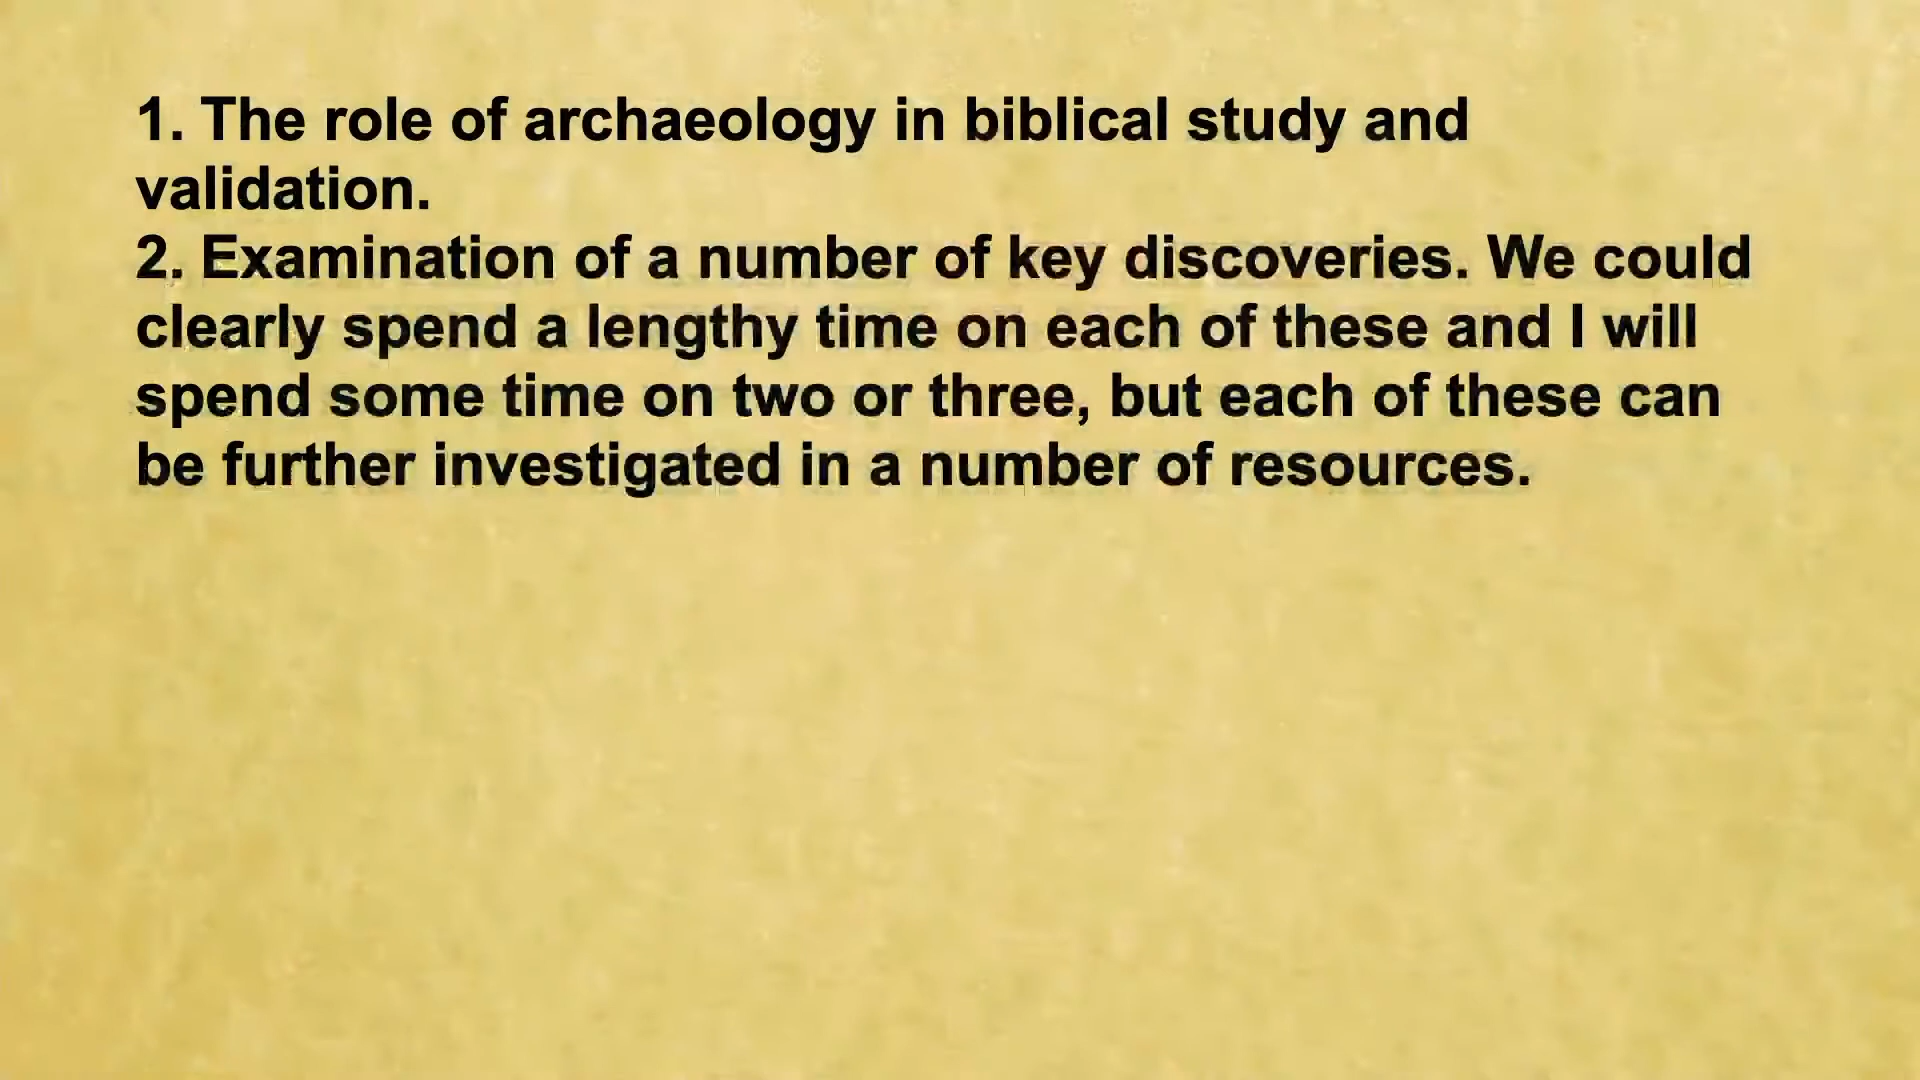 1. The role of archaeology in biblical study and
validation.
2. Examination of a number of key discoveries. We could
clearly spend a lengthy time on each of these and I will
spend some time on two or three, but each of these can
be further investigated in a number of resources.